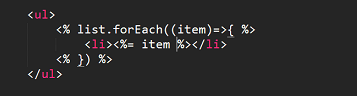 <ul>
<% list.forEach((item)=>{ %>
<li><%= item %></li>
<% }) %>
</ul>